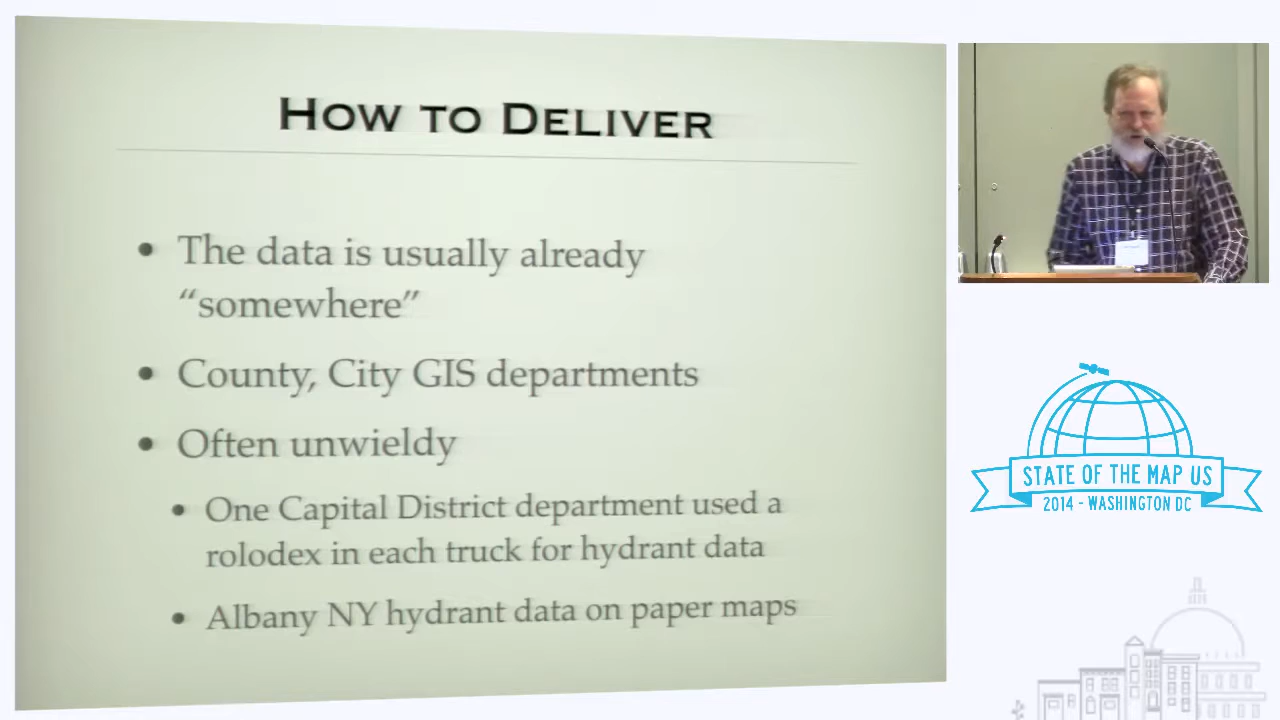 HOW TO DELIVER
• The data is usually already
“somewhere”
• County, City GIS departments
• Often unwieldy
• One Capital District department used a
rolodex in each truck for hydrant data
• Albany NY hydrant data on paper maps
STATE OF THE MAP US
2014 - WASHINGTON DC